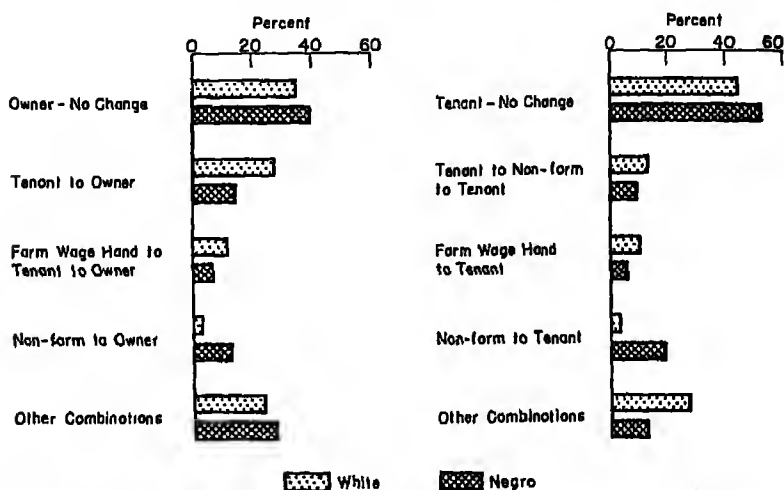 Percent
0 20 40 60
Owner - No Change
Tenant to Owner
Farm Wage Hand to
Tenant to Owner
Non-farm to Owner
Other Combinations
Percent
0 20 40 60
Tenant - No Change
Tenant to Non-form
to Tenant
Farm Wage Hand
to Tenant
Non-form to Tenant
Other Combinations
White
Negro